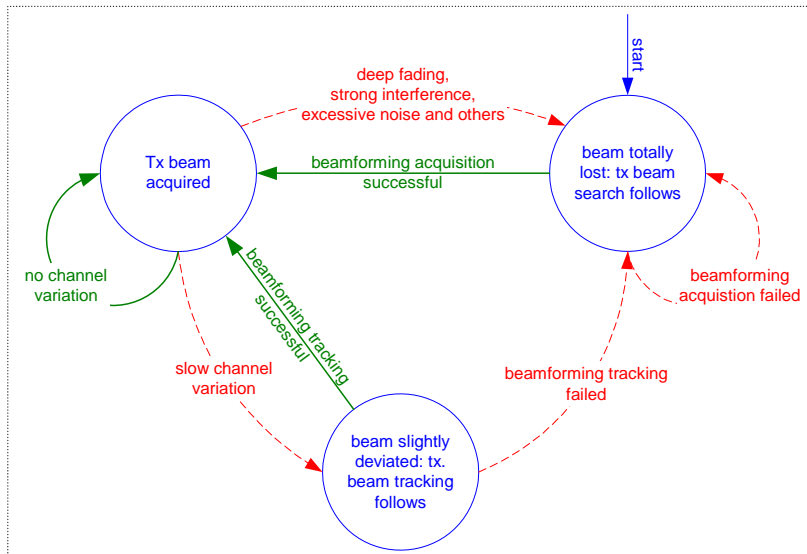 start
deep fading,
strong interference,
excessive noise and others
Tx beam
acquired
beamforming acquisition
successful
beam totally
lost: tx beam
search follows
no channel
variation
beamforming tracking
successful
beamforming
acquistion failed
slow channel
variation
beamforming tracking
failed
beam slightly
deviated: tx.
beam tracking
follows